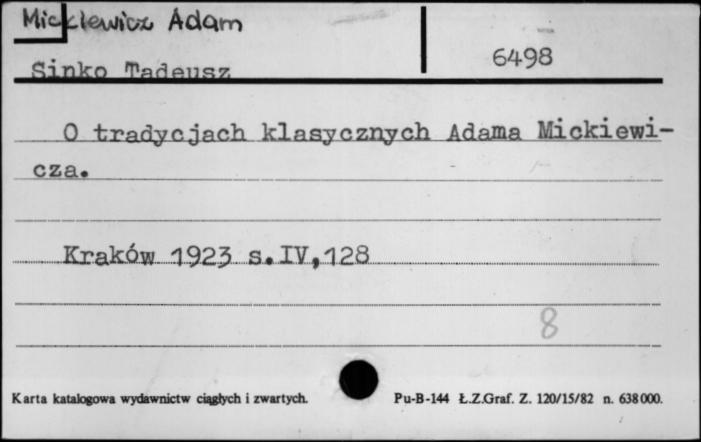 Mickiewicz Adam
Sinko Tadeusz
6498
O tradycjach klasycznych Adama Mickiewi-
cza.
Kraków 1923 s.IV,128
8
Karta katalogowa wydawnictw ciągłych i zwartych.
Pu-B-144 Ł.Z.Graf. Z. 120/15/82 n. 638000.